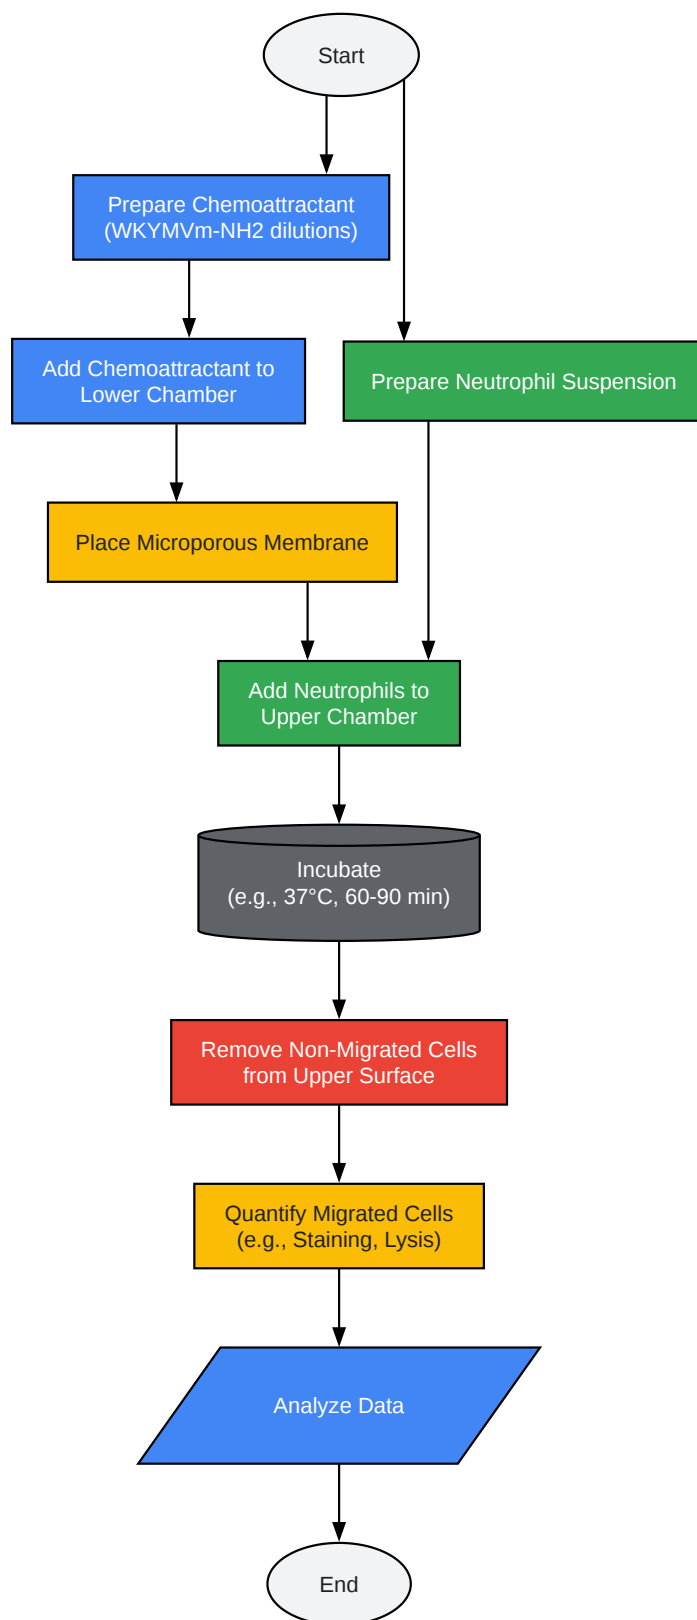 Start
Prepare Chemoattractant
(WKYMVm-NH2 dilutions)
Add Chemoattractant to
Lower Chamber
Prepare Neutrophil Suspension
Place Microporous Membrane
Add Neutrophils to
Upper Chamber
Incubate
(e.g., 37°C, 60-90 min)
Remove Non-Migrated Cells
from Upper Surface
Quantify Migrated Cells
(e.g., Staining, Lysis)
Analyze Data
End